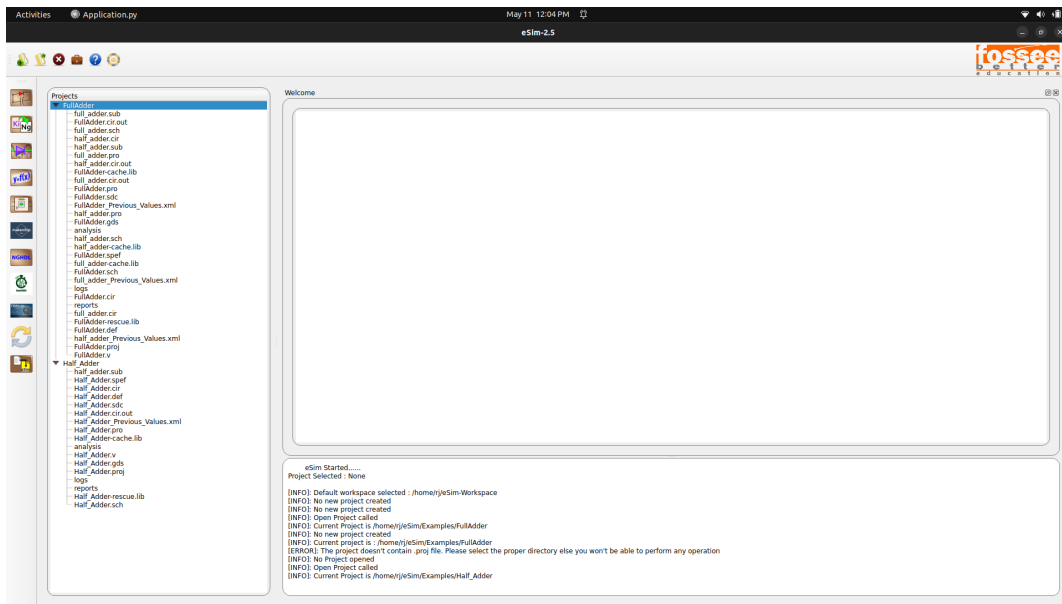 Activities
Application.py
May 11 12:04 PM
eSim-2.5
fossee
better
education
Projects
FullAdder
full_adder.sub
FullAdder.cir.out
full_adder.sch
half_adder.cir
half_adder.sub
full_adder.pro
half_adder.cir.out
FullAdder-cache.lib
full_adder.cir.out
FullAdder.pro
FullAdder.sdc
FullAdder_Previous_Values.xml
half_adder.pro
FullAdder.gds
analysis
half_adder.sch
half_adder-cache.lib
FullAdder.spef
full_adder-cache.lib
FullAdder.sch
full_adder_Previous_Values.xml
logs
FullAdder.cir
reports
full_adder.cir
FullAdder-rescue.lib
FullAdder.def
half_adder_Previous_Values.xml
FullAdder.proj
FullAdder.v
Half_Adder
half_adder.sub
Half_Adder.spef
Half_Adder.cir
Half_Adder.def
Half_Adder.sdc
Half_Adder.cir.out
Half_Adder_Previous_Values.xml
Half_Adder.pro
Half_Adder-cache.lib
analysis
Half_Adder.v
Half_Adder.gds
Half_Adder.proj
logs
reports
Half_Adder-rescue.lib
Half_Adder.sch
Ki
Ng
y=f(x)
makerchip
NGHDL
Welcome
eSim Started......
Project Selected : None
[INFO]: Default workspace selected : /home/rj/eSim-Workspace
[INFO]: No new project created
[INFO]: No new project created
[INFO]: Open Project called
[INFO]: Current Project is /home/rj/eSim/Examples/FullAdder
[INFO]: No new project created
[INFO]: Current project is : /home/rj/eSim/Examples/FullAdder
[ERROR]: The project doesn't contain .proj file. Please select the proper directory else you won't be able to perform any operation
[INFO]: No Project opened
[INFO]: Open Project called
[INFO]: Current Project is /home/rj/eSim/Examples/Half_Adder